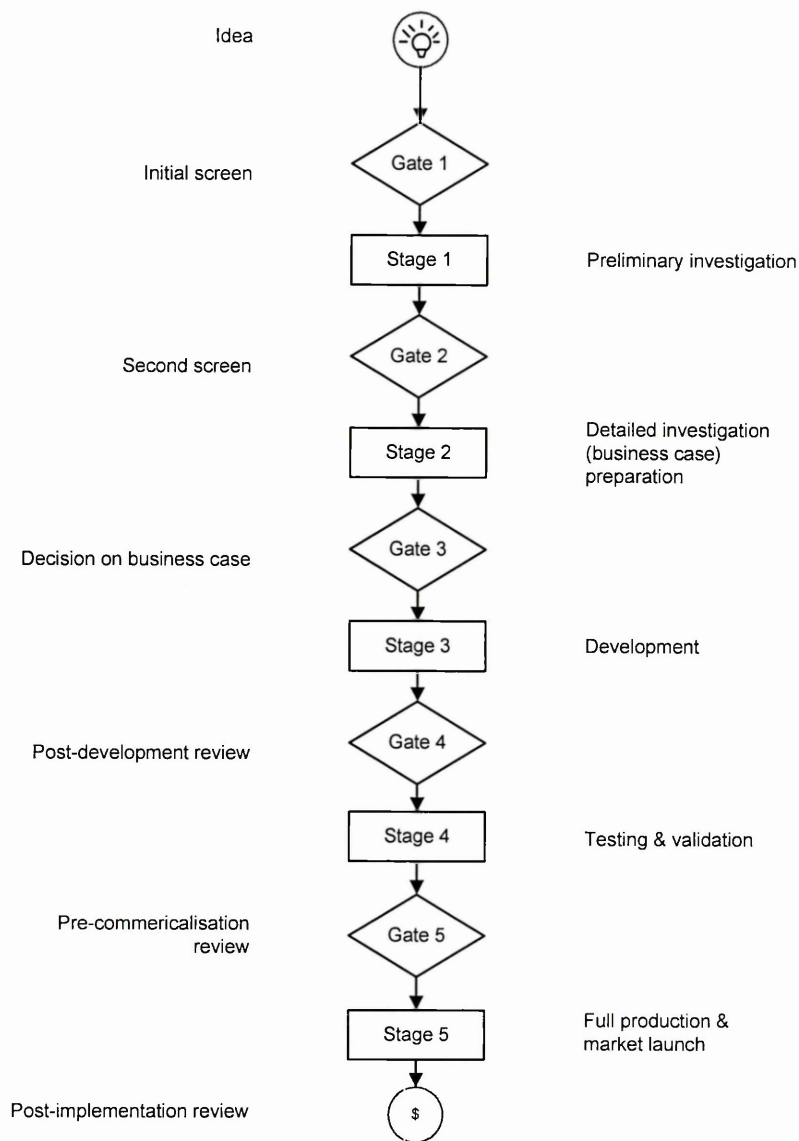 Idea
Gate 1
Initial screen
Stage 1
Preliminary investigation
Gate 2
Second screen
Stage 2
Detailed investigation
(business case)
preparation
Gate 3
Decision on business case
Stage 3
Development
Gate 4
Post-development review
Stage 4
Testing & validation
Pre-commericalisation
review
Gate 5
Stage 5
Full production &
market launch
Post-implementation review
$